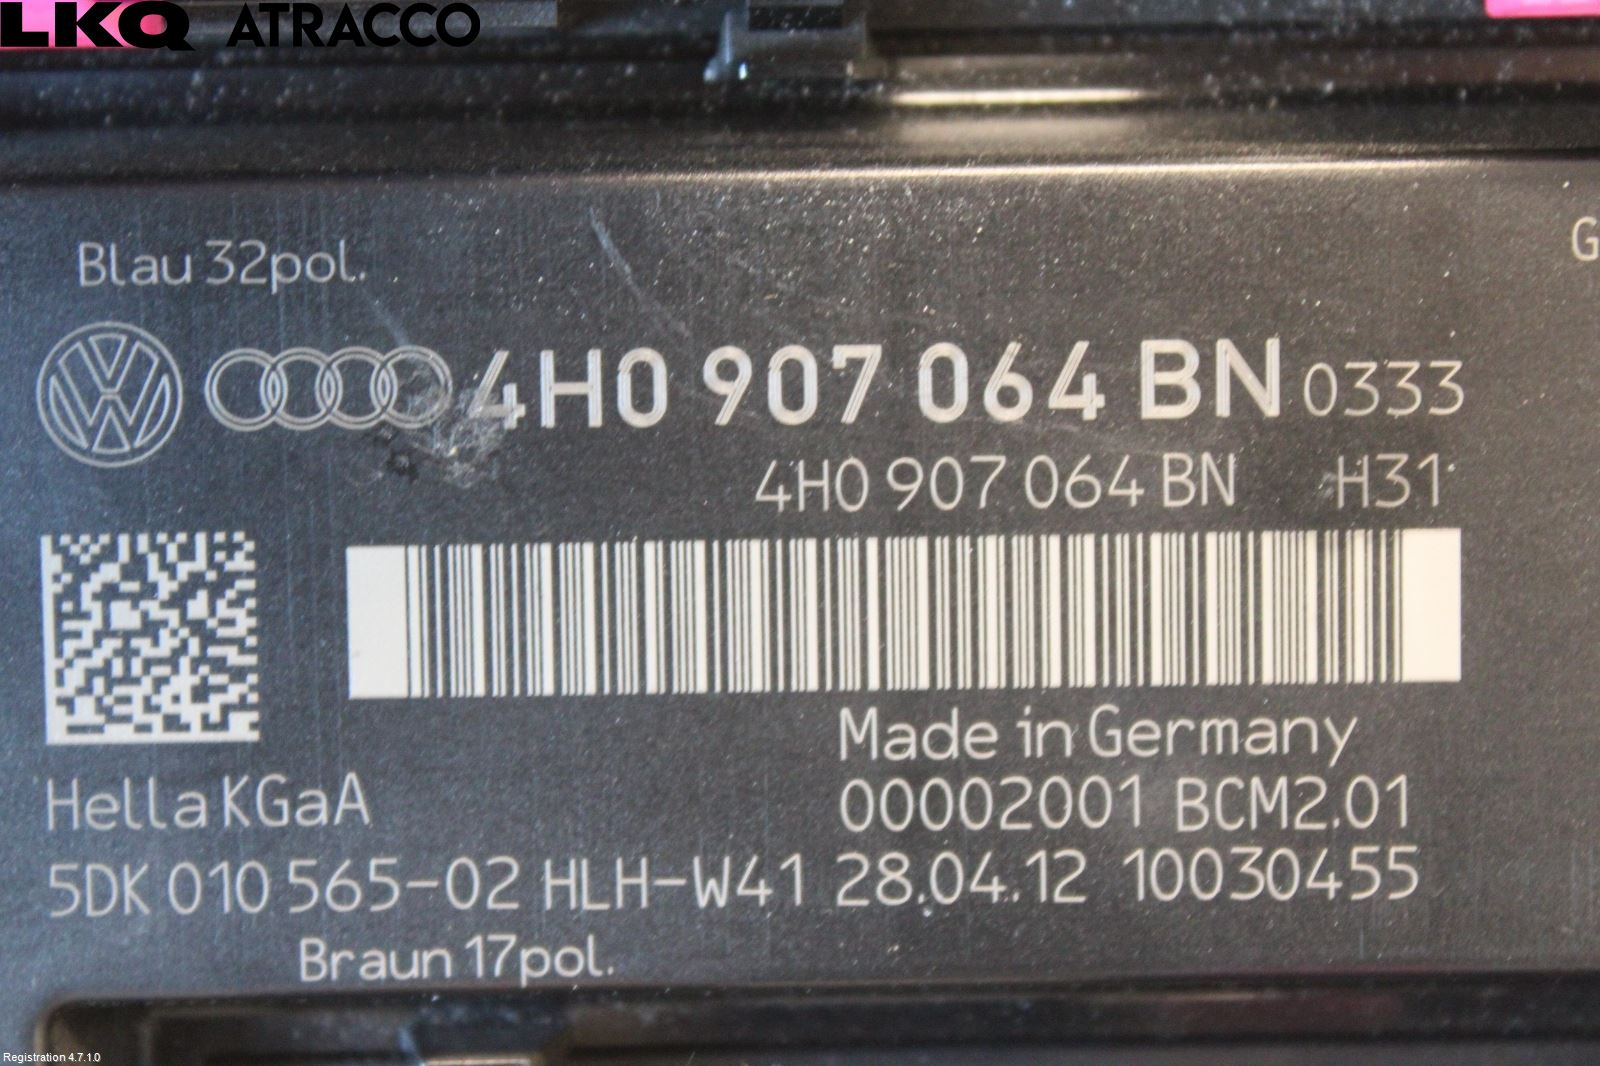 LKQ ATRACCO
Blau 32pol.
G
4H0 907 064 BN 0333
4H0 907 064 BN H31
Made in Germany
Hella KGaA
00002001 BCM2.01
5DK 010 565-02 HLH-W41 28.04.12 10030455
Braun 17pol.
Registration 4.7.1.0